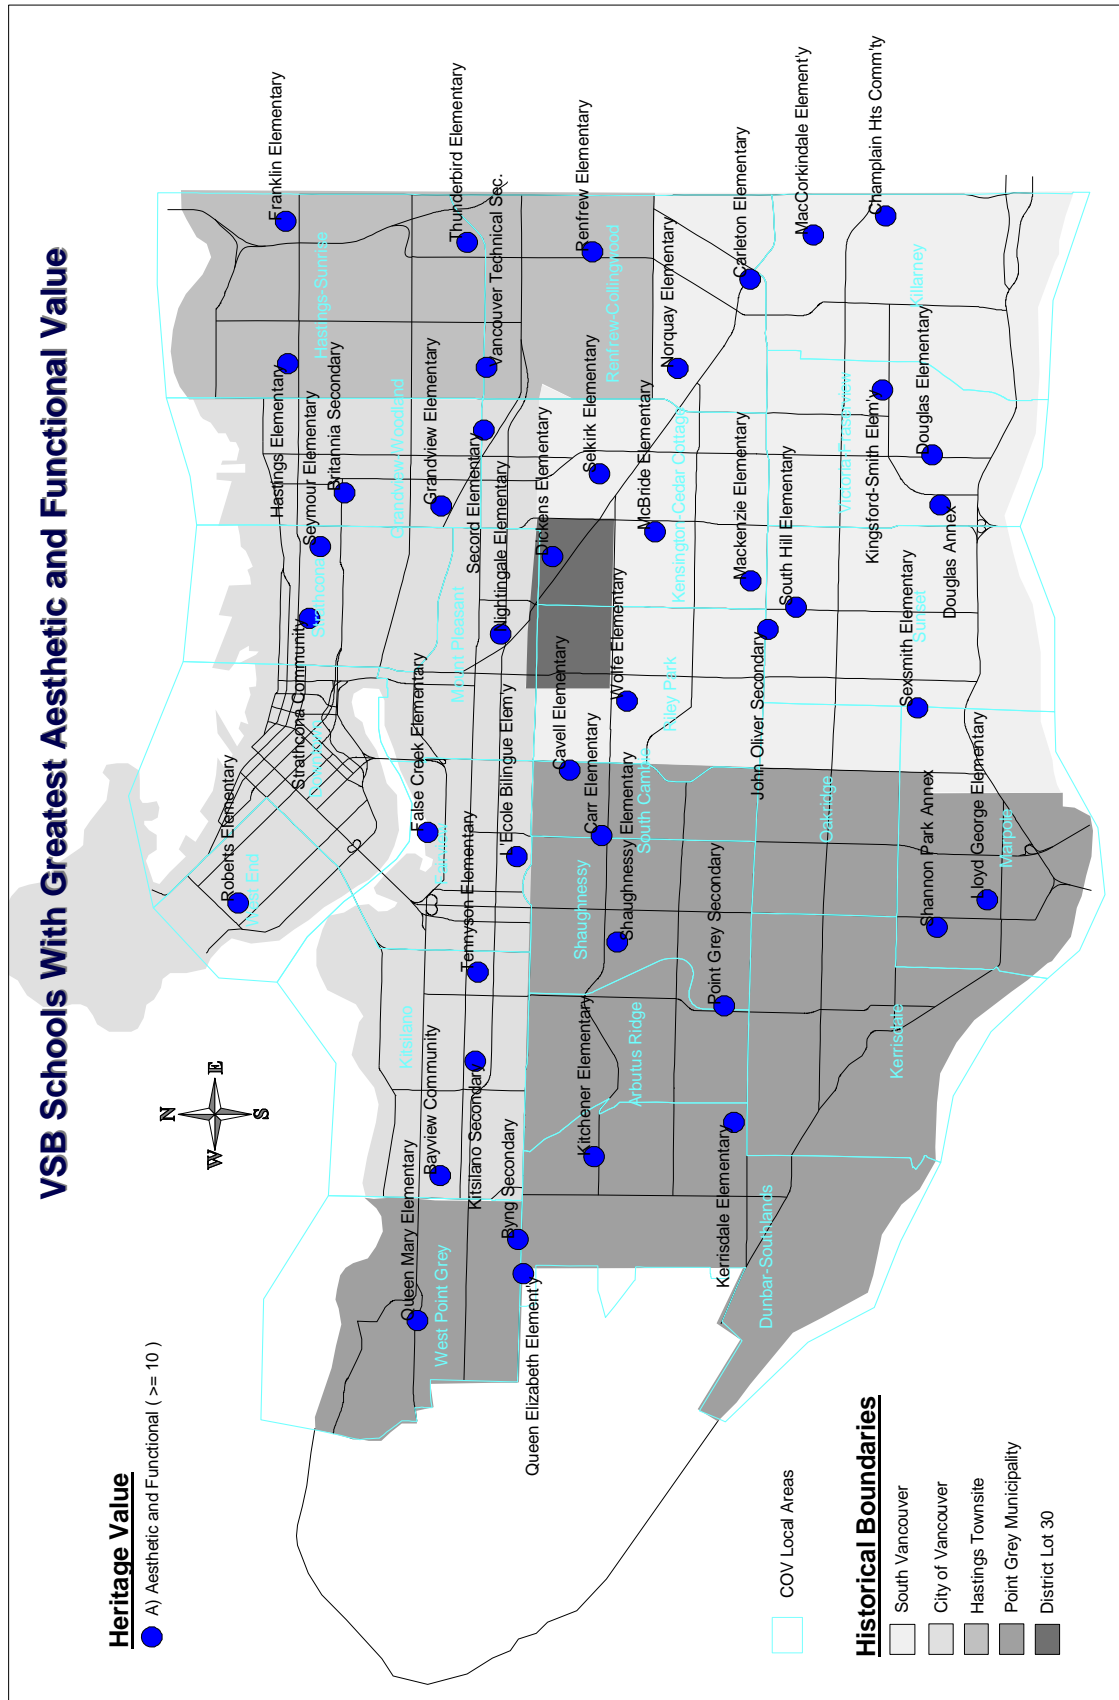 VSB Schools With Greatest Aesthetic and Functional Value
N
W
E
S
Heritage Value
A) Aesthetic and Functional ( >= 10 )
Queen Mary Elementary
West Point Grey
Bayview Community
Kitsilano
Kitsilano Secondary
Byng Secondary
Queen Elizabeth Element'y
Tennyson Elementary
Roberts Elementary
West End
False Creek Elementary
Fairview
L'Ecole Bilingue Elem'y
Strathcona Community
Downtown
Strathcona
Seymour Elementary
Hastings Elementary
Britannia Secondary
Franklin Elementary
Hastings-Sunrise
Grandview-Woodland
Grandview Elementary
Thunderbird Elementary
Vancouver Technical Sec.
Mount Pleasant
Secord Elementary
Nightingale Elementary
Dickens Elementary
Selkirk Elementary
Renfrew Elementary
Renfrew-Collingwood
Norquay Elementary
McBride Elementary
Kensington-Cedar Cottage
Wolfe Elementary
Riley Park
Cavell Elementary
Carr Elementary
Shaughnessy Elementary
South Cambie
Shaughnessy
Kitchener Elementary
Arbutus Ridge
Point Grey Secondary
Kerrisdale Elementary
Dunbar-Southlands
Kerrisdale
John Oliver Secondary
Mackenzie Elementary
South Hill Elementary
Carleton Elementary
MacCorkindale Element'y
Champlain Hts Comm'ty
Killarney
Victoria-Fraserview
Kingsford-Smith Elem'y
Douglas Elementary
Douglas Annex
Sunset
Sexsmith Elementary
Oakridge
Shannon Park Annex
Lloyd George Elementary
Marpole
COV Local Areas
Historical Boundaries
South Vancouver
City of Vancouver
Hastings Townsite
Point Grey Municipality
District Lot 30